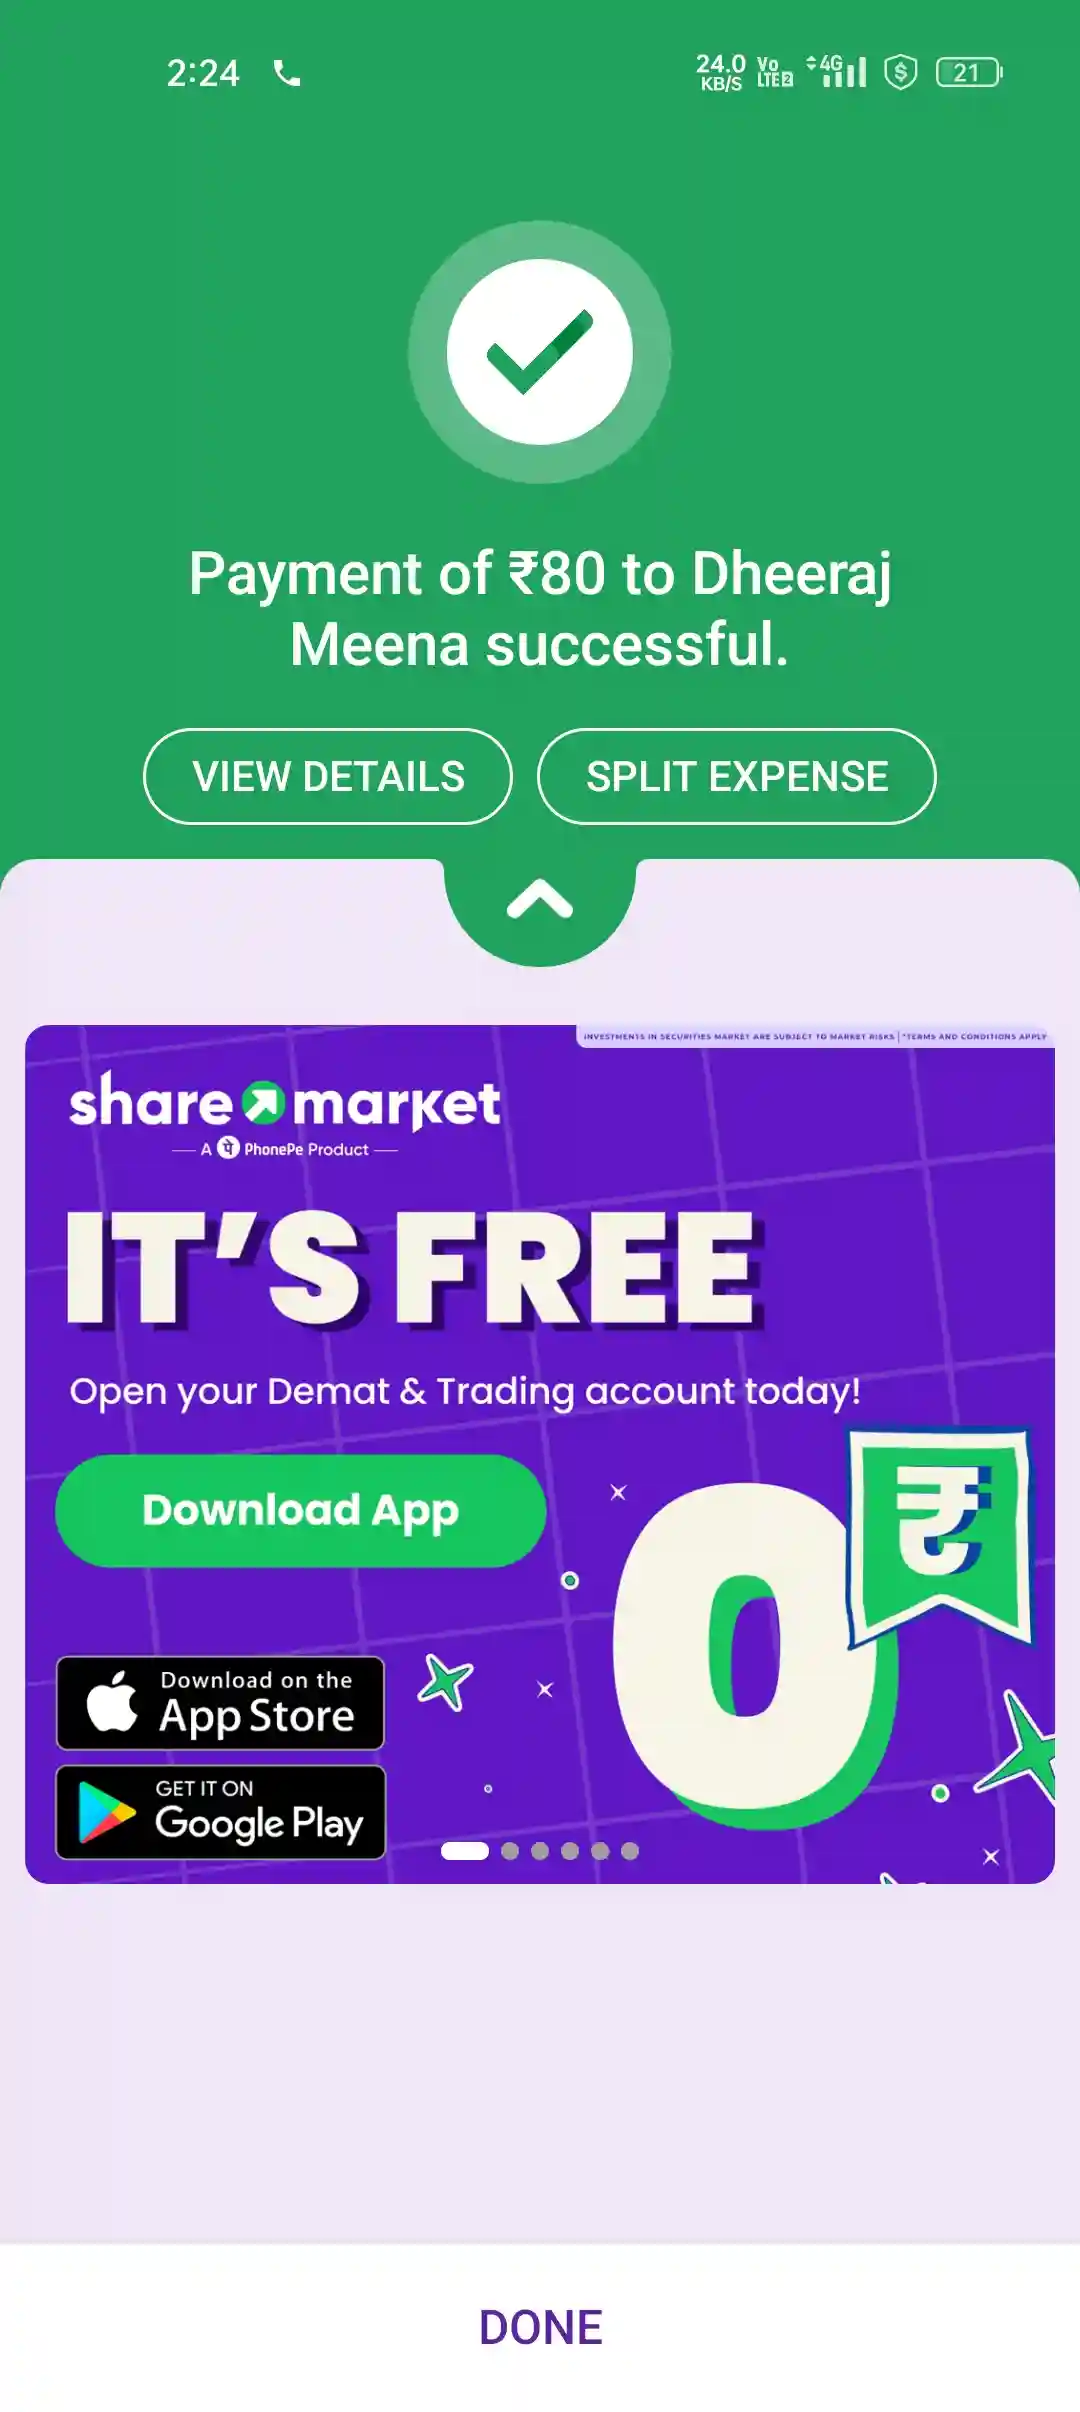 2:24
24.0 KB/S Vo LTE 2 4G 21
Payment of ₹80 to Dheeraj
Meena successful.
VIEW DETAILS SPLIT EXPENSE
INVESTMENTS IN SECURITIES MARKET ARE SUBJECT TO MARKET RISKS | *TERMS AND CONDITIONS APPLY
share market
A पे PhonePe Product
IT'S FREE
Open your Demat & Trading account today!
Download App
0 ₹
Download on the
App Store
GET IT ON
Google Play
DONE